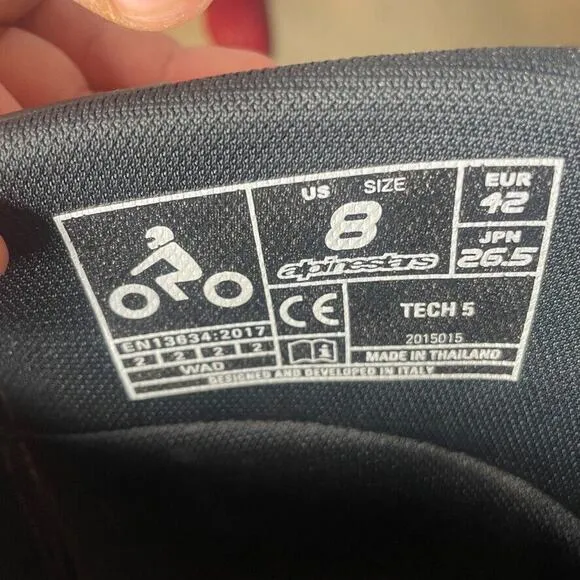 US SIZE
8
alpinestars
EUR
42
JPN
26.5
EN13634:2017
2 2 2 2
WAD
CE
i
TECH 5
2015015
MADE IN THAILAND
DESIGNED AND DEVELOPED IN ITALY